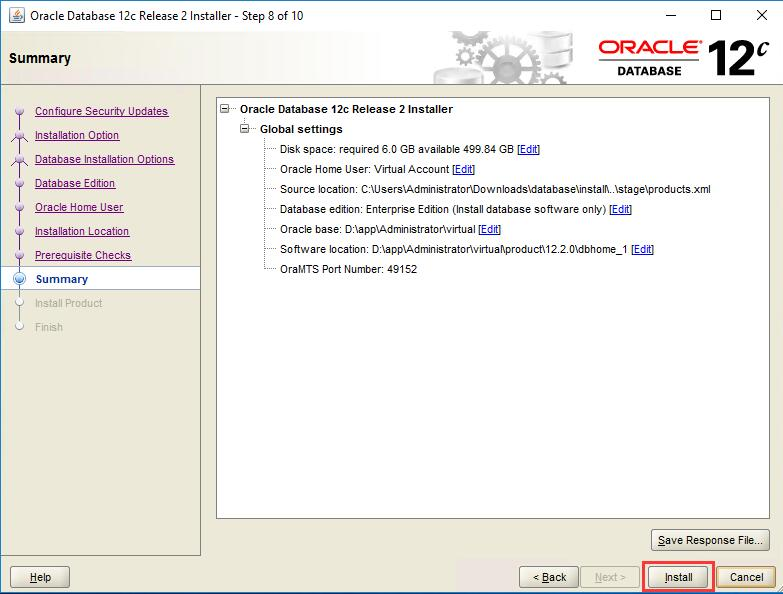 Oracle Database 12c Release 2 Installer - Step 8 of 10
Summary
ORACLE®
DATABASE
12c
Configure Security Updates
Installation Option
Database Installation Options
Database Edition
Oracle Home User
Installation Location
Prerequisite Checks
Summary
Install Product
Finish
Oracle Database 12c Release 2 Installer
Global settings
Disk space: required 6.0 GB available 499.84 GB [Edit]
Oracle Home User: Virtual Account [Edit]
Source location: C:\Users\Administrator\Downloads\database\install\..\stage\products.xml
Database edition: Enterprise Edition (Install database software only) [Edit]
Oracle base: D:\app\Administrator\virtual [Edit]
Software location: D:\app\Administrator\virtual\product\12.2.0\dbhome_1 [Edit]
OraMTS Port Number: 49152
Save Response File...
Help
< Back
Next >
Install
Cancel